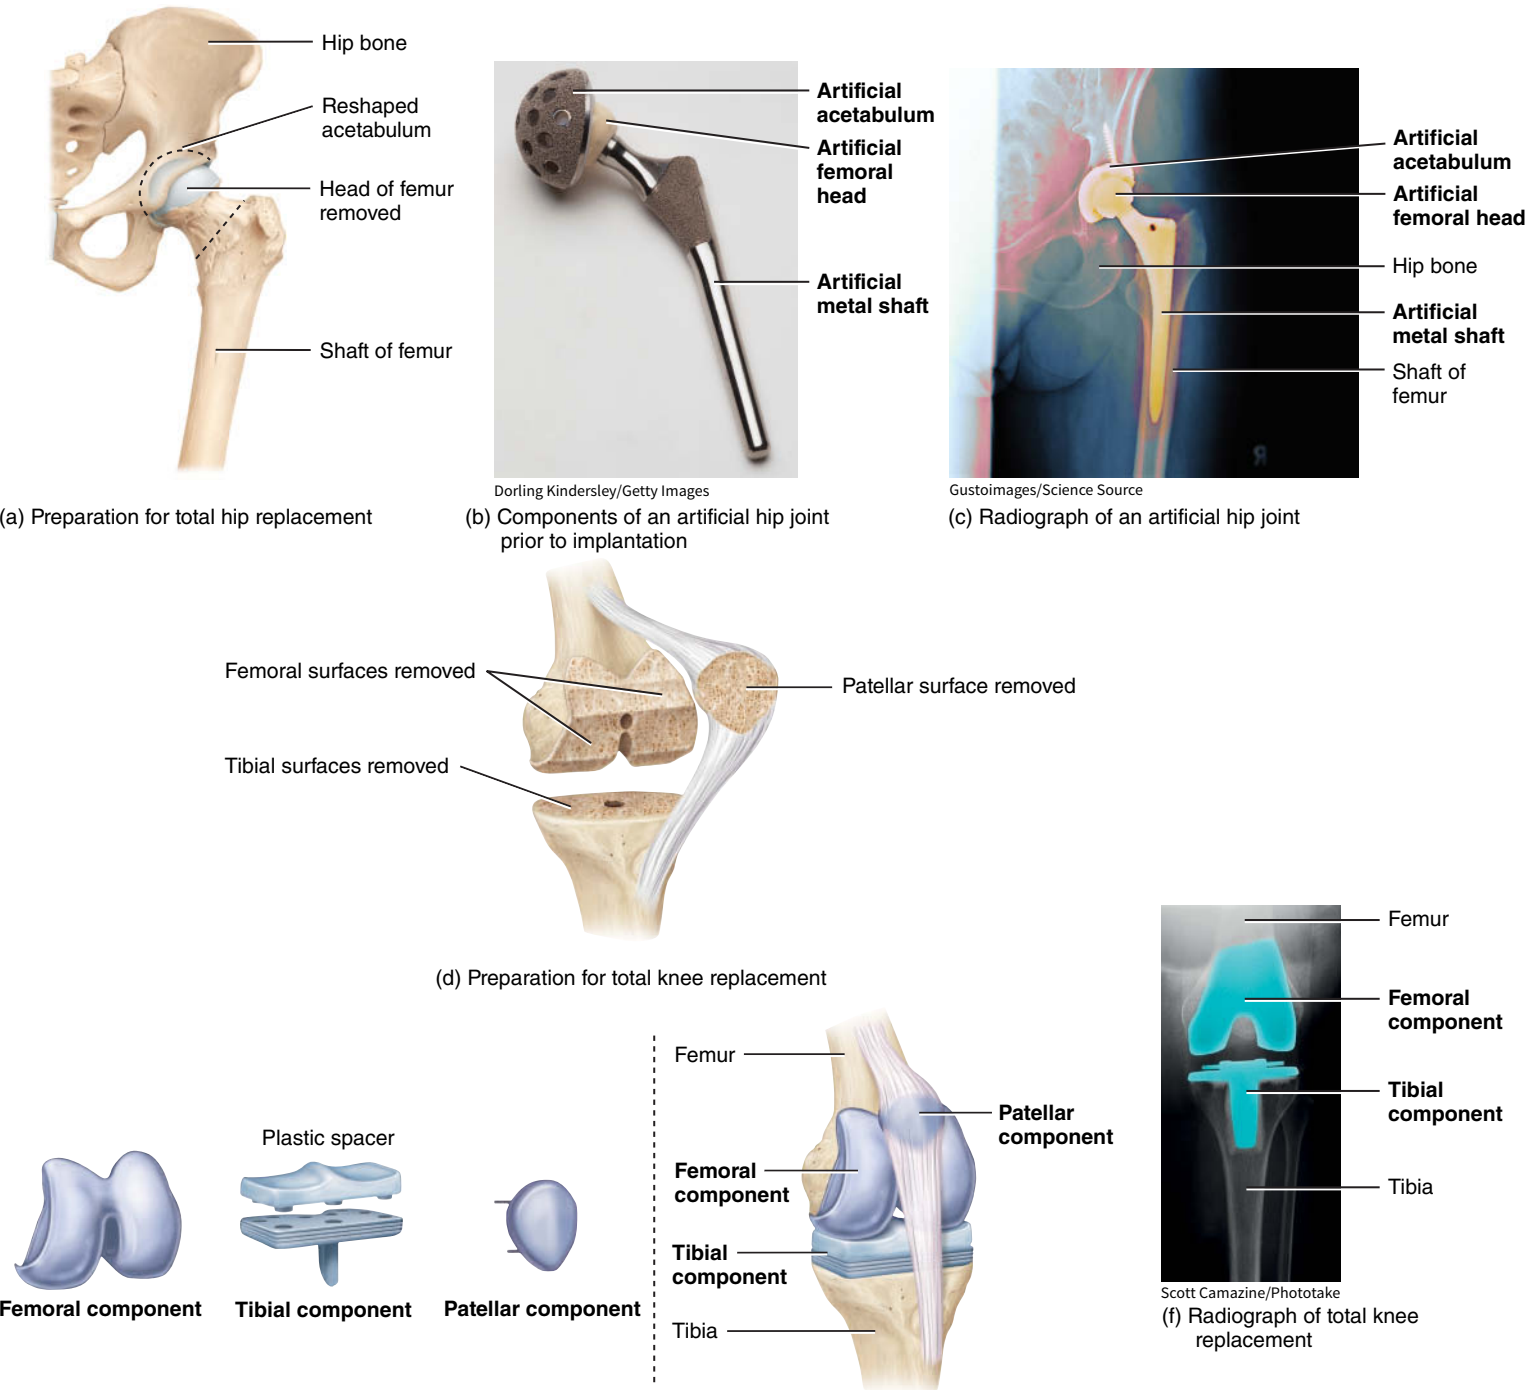 Hip bone
Reshaped
acetabulum
Head of femur
removed
Shaft of femur
(a) Preparation for total hip replacement
Artificial
acetabulum
Artificial
femoral
head
Artificial
metal shaft
Dorling Kindersley/Getty Images
(b) Components of an artificial hip joint
prior to implantation
Artificial
acetabulum
Artificial
femoral head
Hip bone
Artificial
metal shaft
Shaft of
femur
R
Gustoimages/Science Source
(c) Radiograph of an artificial hip joint
Femoral surfaces removed
Tibial surfaces removed
Patellar surface removed
(d) Preparation for total knee replacement
Plastic spacer
Femoral component
Tibial component
Patellar component
Femur
Patellar
component
Femoral
component
Tibial
component
Tibia
Femur
Femoral
component
Tibial
component
Tibia
Scott Camazine/Phototake
(f) Radiograph of total knee
replacement